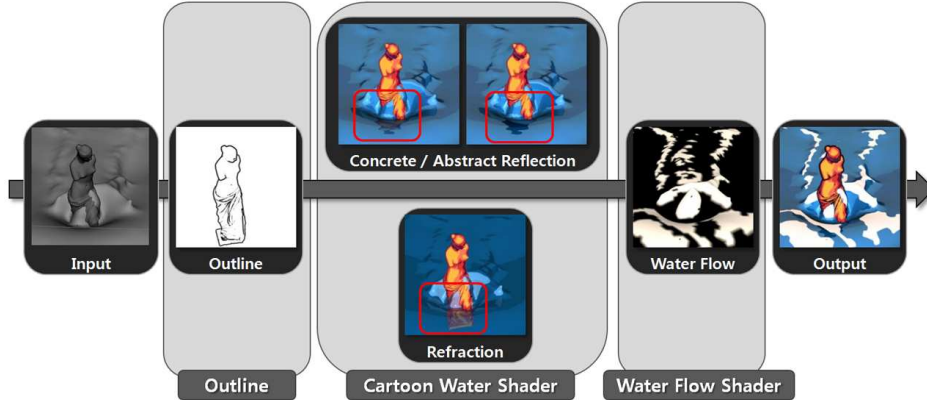 Concrete / Abstract Reflection
Input
Outline
Water Flow
Output
Refraction
Outline
Cartoon Water Shader
Water Flow Shader